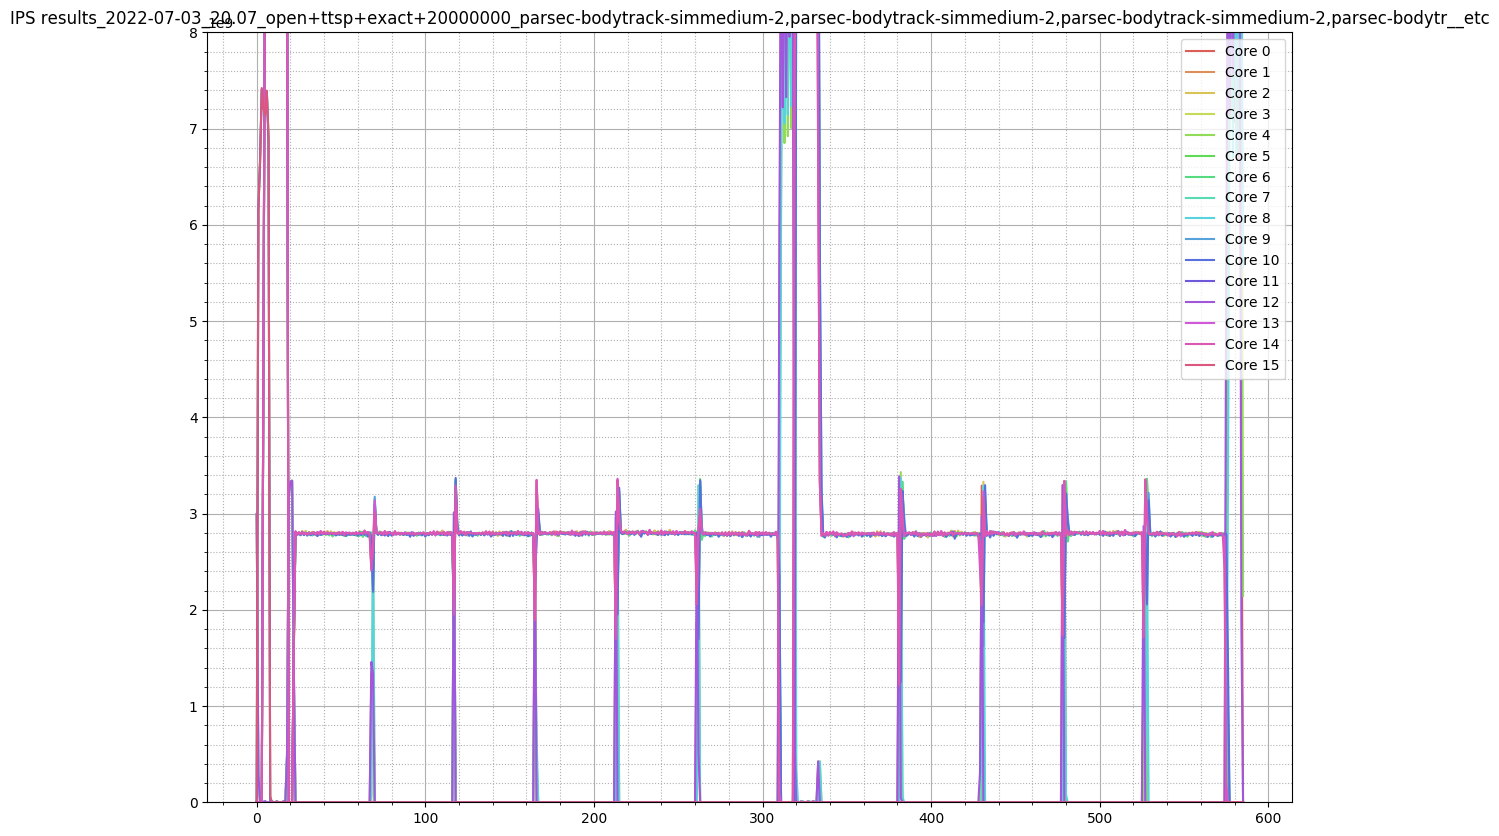 IPS results_2022-07-03_20.07_open+ttsp+exact+20000000_parsec-bodytrack-simmedium-2,parsec-bodytrack-simmedium-2,parsec-bodytrack-simmedium-2,parsec-bodytr__etc
1e9
8
7
6
5
4
3
2
1
0
0 100 200 300 400 500 600
Core 0
Core 1
Core 2
Core 3
Core 4
Core 5
Core 6
Core 7
Core 8
Core 9
Core 10
Core 11
Core 12
Core 13
Core 14
Core 15